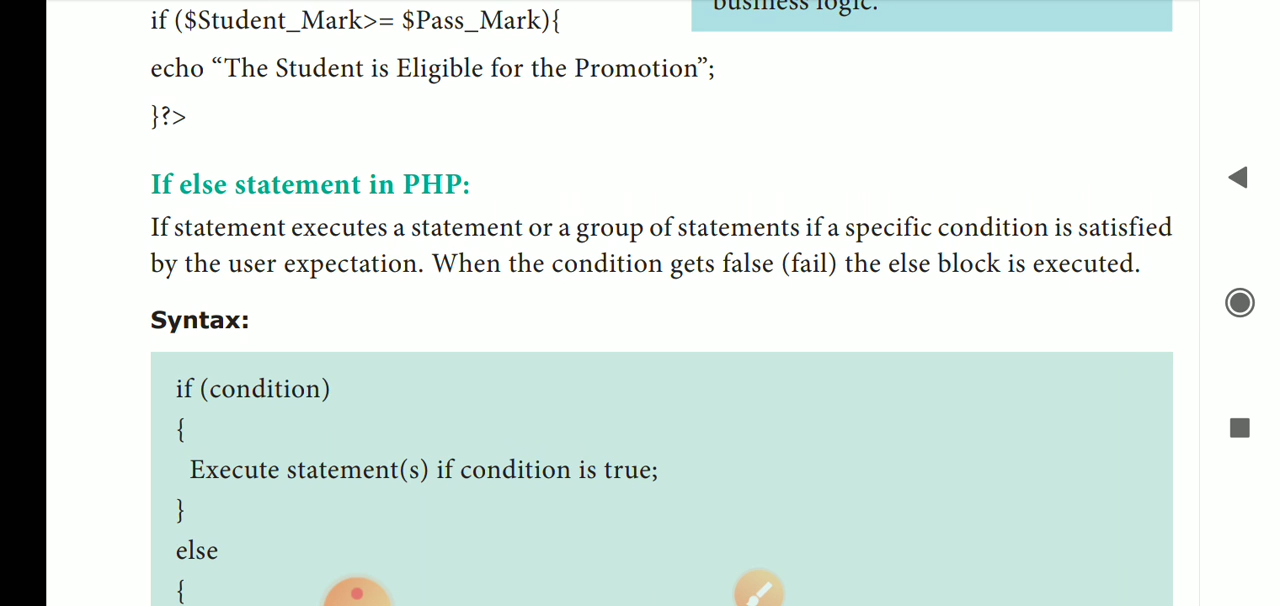 business logic.
if ($Student_Mark>= $Pass_Mark){
echo “The Student is Eligible for the Promotion”;
}?>
If else statement in PHP:
If statement executes a statement or a group of statements if a specific condition is satisfied
by the user expectation. When the condition gets false (fail) the else block is executed.
Syntax:
if (condition)
{
Execute statement(s) if condition is true;
}
else
{